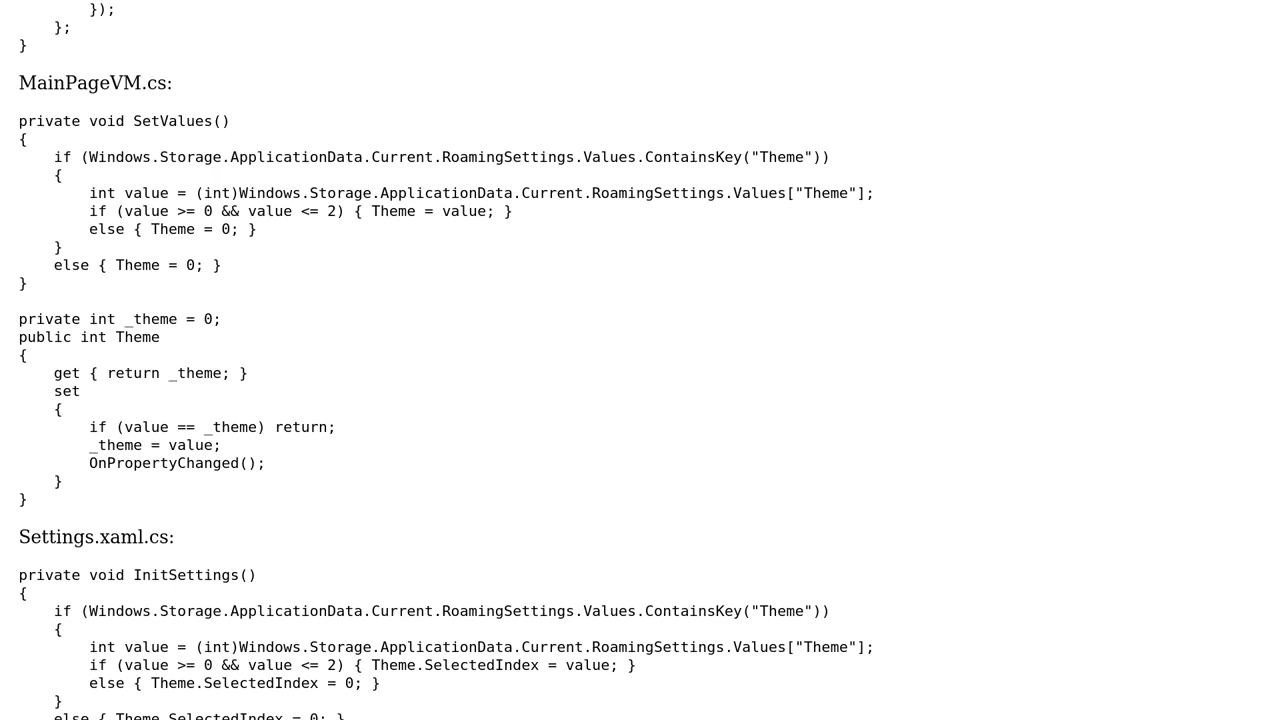 });
    };
}
MainPageVM.cs:
private void SetValues()
{
    if (Windows.Storage.ApplicationData.Current.RoamingSettings.Values.ContainsKey("Theme"))
    {
        int value = (int)Windows.Storage.ApplicationData.Current.RoamingSettings.Values["Theme"];
        if (value >= 0 && value <= 2) { Theme = value; }
        else { Theme = 0; }
    }
    else { Theme = 0; }
}
private int _theme = 0;
public int Theme
{
    get { return _theme; }
    set
    {
        if (value == _theme) return;
        _theme = value;
        OnPropertyChanged();
    }
}
Settings.xaml.cs:
private void InitSettings()
{
    if (Windows.Storage.ApplicationData.Current.RoamingSettings.Values.ContainsKey("Theme"))
    {
        int value = (int)Windows.Storage.ApplicationData.Current.RoamingSettings.Values["Theme"];
        if (value >= 0 && value <= 2) { Theme.SelectedIndex = value; }
        else { Theme.SelectedIndex = 0; }
    }
    else { Theme.SelectedIndex = 0; }